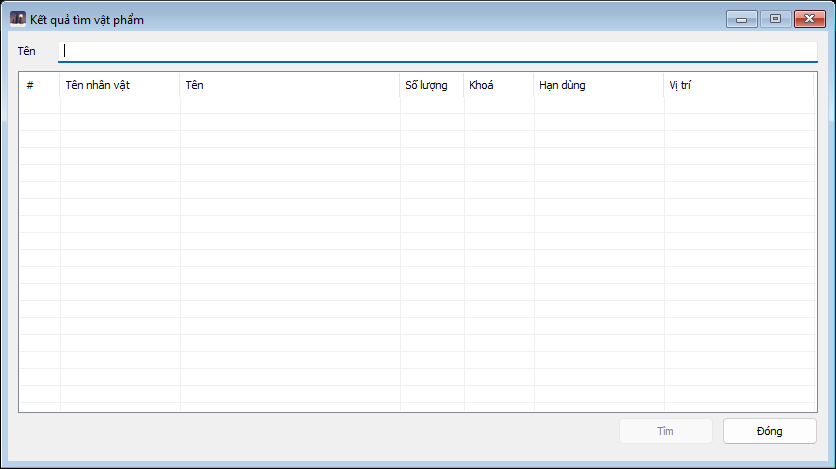 Kết quả tìm vật phẩm
Tên
# Tên nhân vật Tên Số lượng Khoá Hạn dùng Vị trí
Tìm Đóng